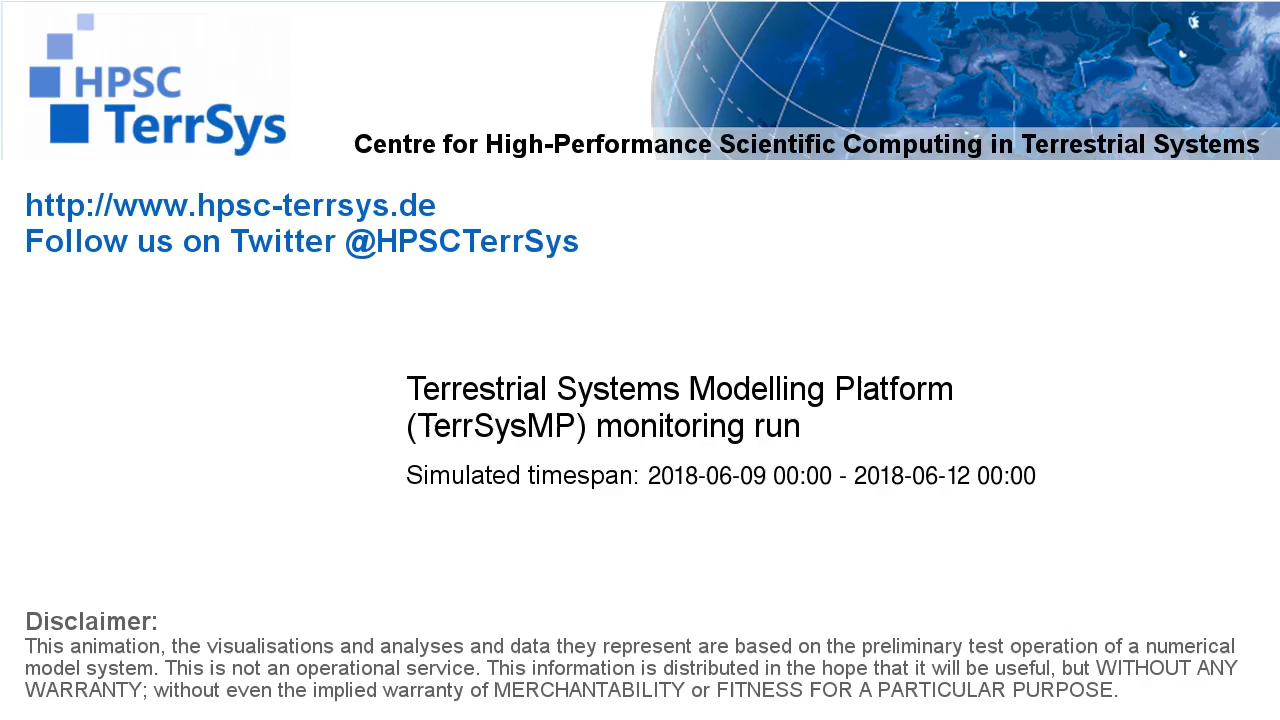 HPSC
TerrSys
Centre for High-Performance Scientific Computing in Terrestrial Systems
http://www.hpsc-terrsys.de
Follow us on Twitter @HPSCTerrSys
Terrestrial Systems Modelling Platform
(TerrSysMP) monitoring run
Simulated timespan: 2018-06-09 00:00 - 2018-06-12 00:00
Disclaimer:
This animation, the visualisations and analyses and data they represent are based on the preliminary test operation of a numerical
model system. This is not an operational service. This information is distributed in the hope that it will be useful, but WITHOUT ANY
WARRANTY; without even the implied warranty of MERCHANTABILITY or FITNESS FOR A PARTICULAR PURPOSE.